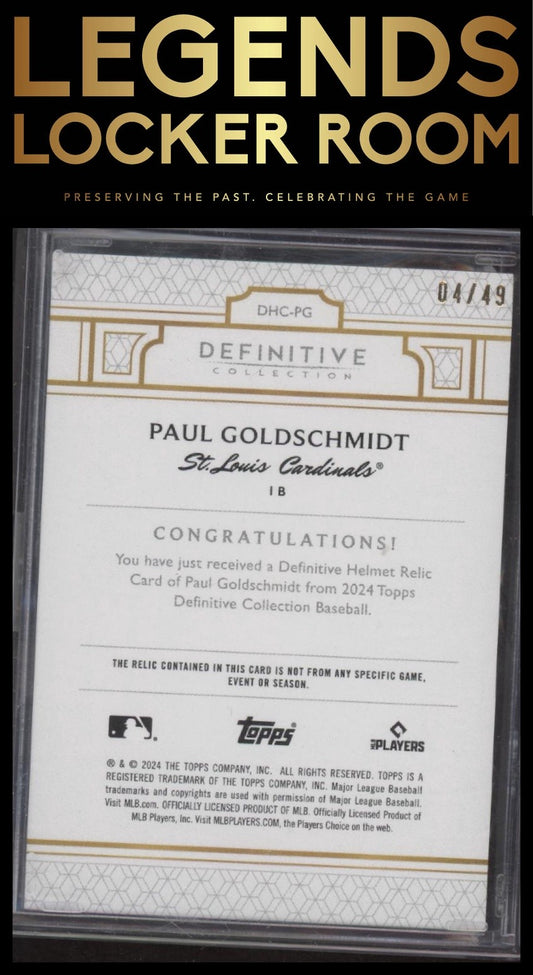 LEGENDS
LOCKER ROOM
PRESERVING THE PAST. CELEBRATING THE GAME
04/49
DHC-PG
DEFINITIVE
COLLECTION
PAUL GOLDSCHMIDT
St. Louis Cardinals®
1B
CONGRATULATIONS!
You have just received a Definitive Helmet Relic
Card of Paul Goldschmidt from 2024 Topps
Definitive Collection Baseball.
THE RELIC CONTAINED IN THIS CARD IS NOT FROM ANY SPECIFIC GAME,
EVENT OR SEASON.
Topps®
MLB PLAYERS
® & © 2024 THE TOPPS COMPANY, INC. ALL RIGHTS RESERVED. TOPPS IS A
REGISTERED TRADEMARK OF THE TOPPS COMPANY, INC. Major League Baseball
trademarks and copyrights are used with permission of Major League Baseball.
Visit MLB.com. OFFICIALLY LICENSED PRODUCT OF MLB. Officially Licensed Product of
MLB Players, Inc. Visit MLBPLAYERS.COM, the Players Choice on the web.